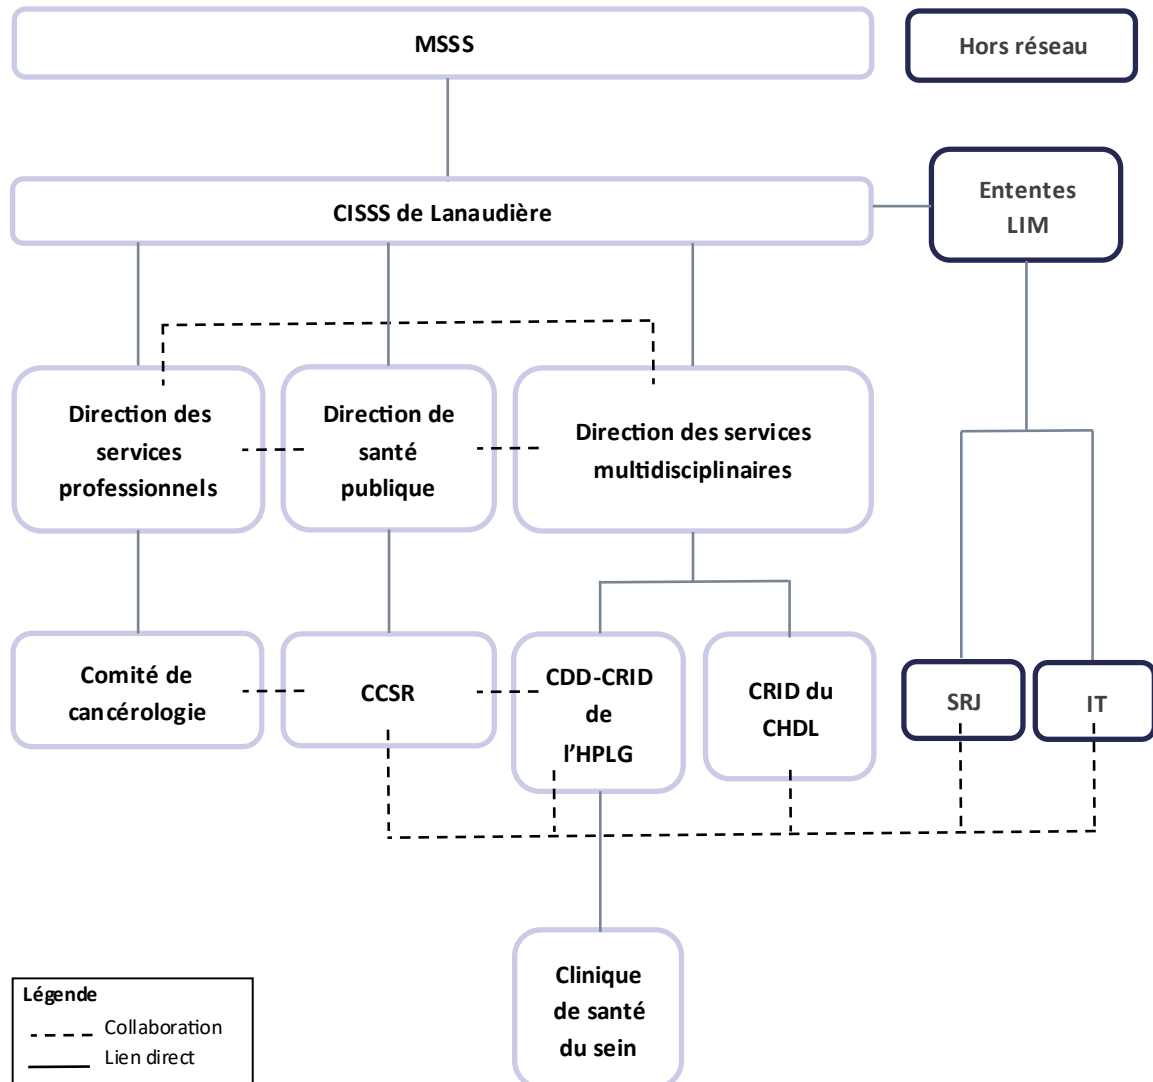 MSSS
Hors réseau
CISSS de Lanaudière
Ententes
LIM
Direction des
services
professionnels
Direction de
santé
publique
Direction des services
multidisciplinaires
Comité de
cancérologie
CCSR
CDD-CRID
de
l'HPLG
CRID du
CHDL
SRJ
IT
Clinique
de santé
du sein
Légende
Collaboration
Lien direct